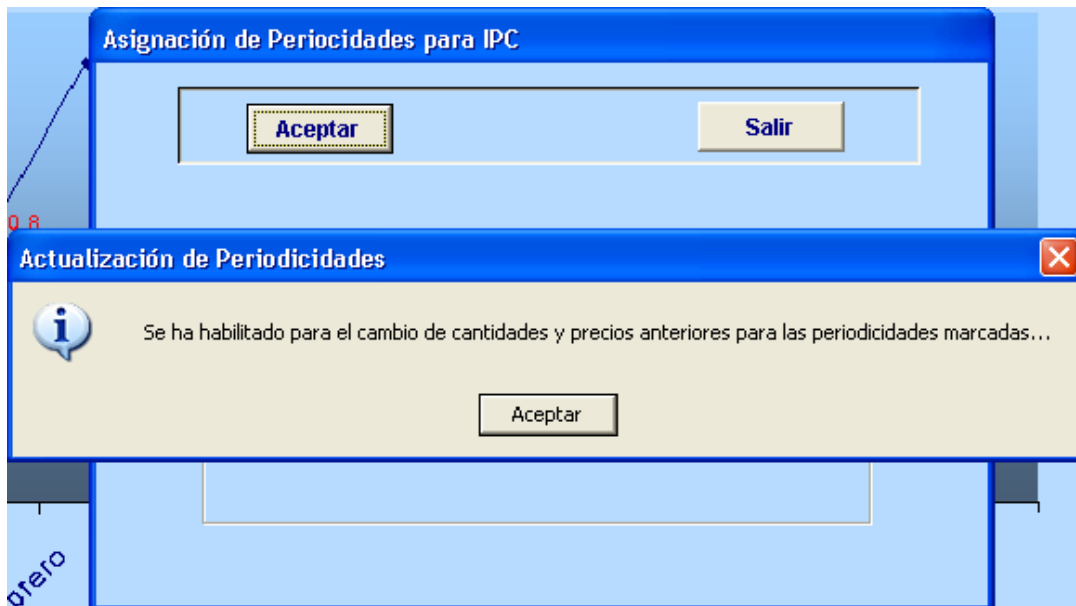 Asignación de Periocidades para IPC
Aceptar Salir
Actualización de Periodicidades
Se ha habilitado para el cambio de cantidades y precios anteriores para las periodicidades marcadas...
Aceptar